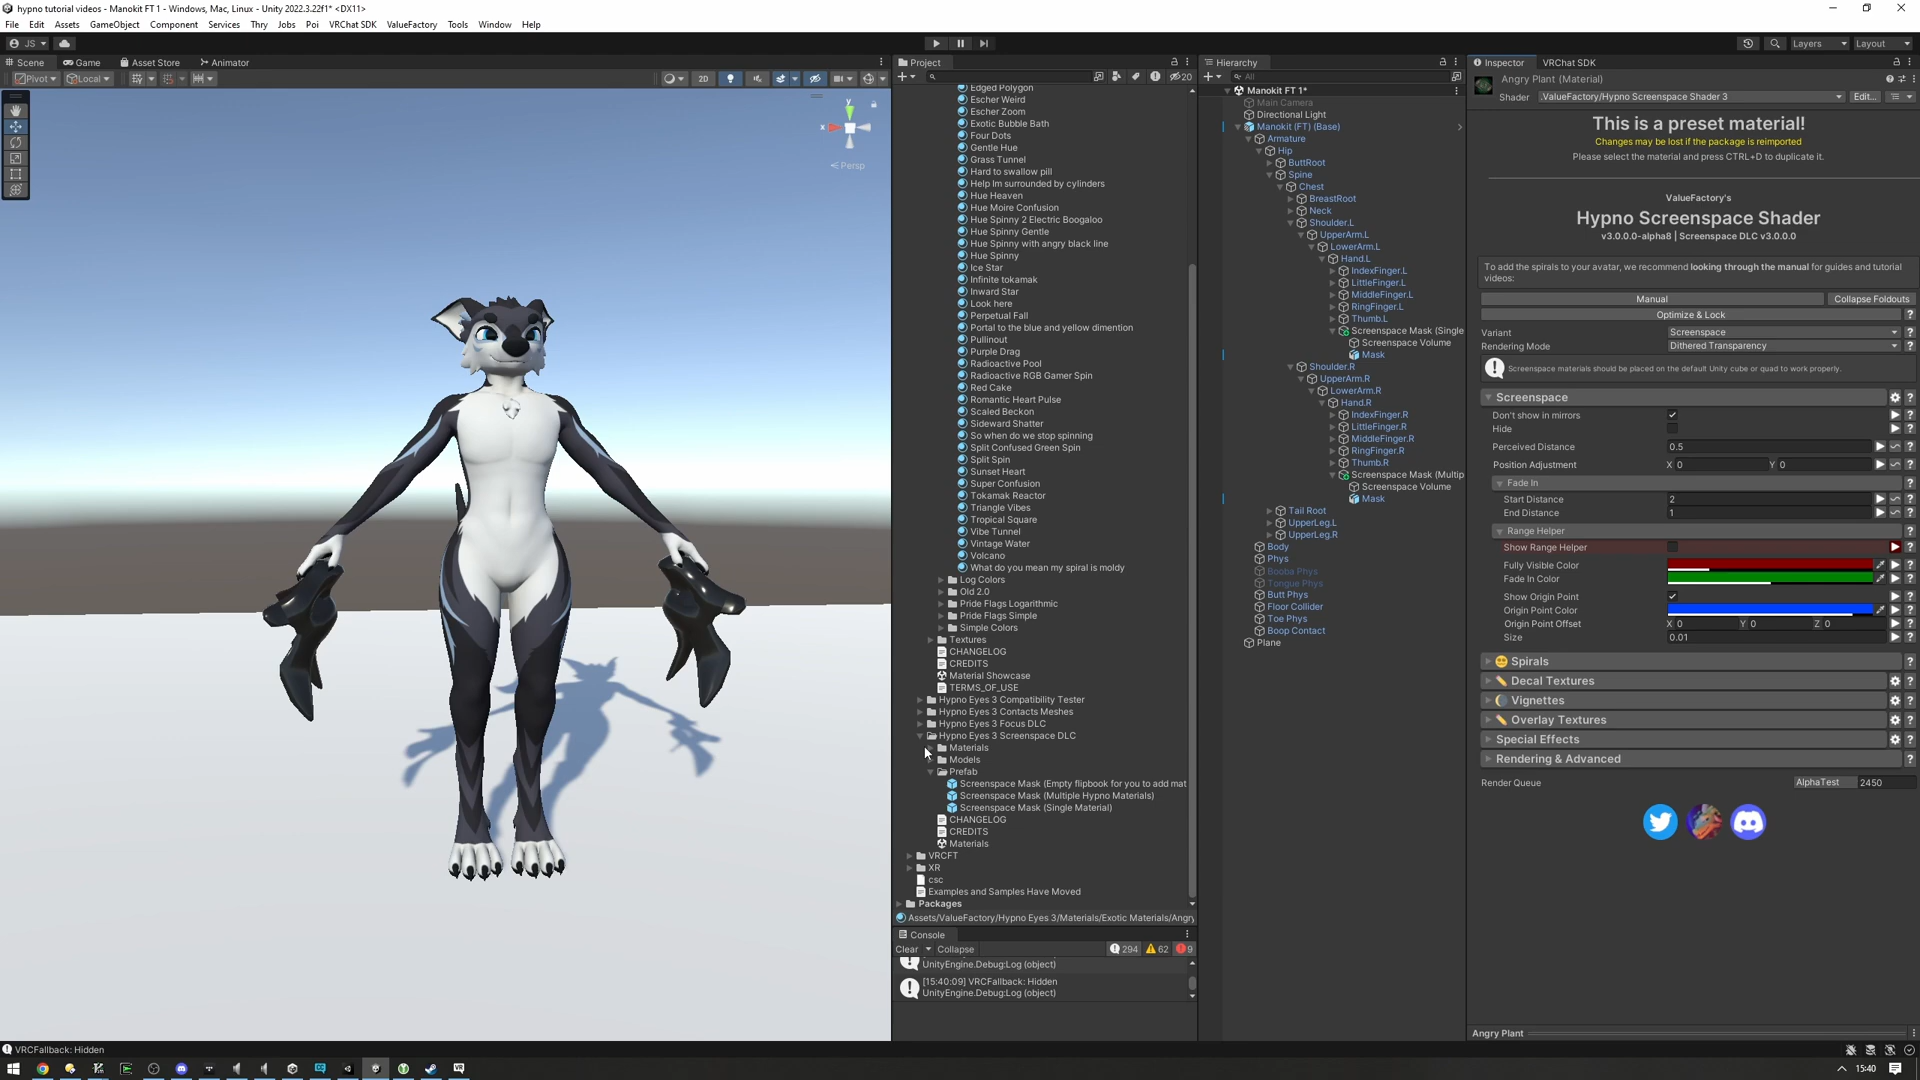 hypno tutorial videos - Manokit FT 1 - Windows, Mac, Linux - Unity 2022.3.22f1* <DX11>
File Edit Assets GameObject Component Services Thry Jobs Poi VRChat SDK ValueFactory Tools Window Help
JS
Layers
Layout
Scene
Game
Asset Store
Animator
Pivot
Local
2D
y
x
Persp
Project
20
Edged Polygon
Escher Weird
Escher Zoom
Exotic Bubble Bath
Four Dots
Gentle Hue
Grass Tunnel
Hard to swallow pill
Help Im surrounded by cylinders
Hue Heaven
Hue Moire Confusion
Hue Spinny 2 Electric Boogaloo
Hue Spinny Gentle
Hue Spinny with angry black line
Hue Spinny
Ice Star
Infinite tokamak
Inward Star
Look here
Perpetual Fall
Portal to the blue and yellow dimention
Pullinout
Purple Drag
Radioactive Pool
Radioactive RGB Gamer Spin
Red Cake
Romantic Heart Pulse
Scaled Beckon
Sideward Shatter
So when do we stop spinning
Split Confused Green Spin
Split Spin
Sunset Heart
Super Confusion
Tokamak Reactor
Triangle Vibes
Tropical Square
Vibe Tunnel
Vintage Water
Volcano
What do you mean my spiral is moldy
Log Colors
Old 2.0
Pride Flags Logarithmic
Pride Flags Simple
Simple Colors
Textures
CHANGELOG
CREDITS
Material Showcase
TERMS_OF_USE
Hypno Eyes 3 Compatibility Tester
Hypno Eyes 3 Contacts Meshes
Hypno Eyes 3 Focus DLC
Hypno Eyes 3 Screenspace DLC
Materials
Models
Prefab
Screenspace Mask (Empty flipbook for you to add mat
Screenspace Mask (Multiple Hypno Materials)
Screenspace Mask (Single Material)
CHANGELOG
CREDITS
Materials
VRCFT
XR
csc
Examples and Samples Have Moved
Packages
Assets/ValueFactory/Hypno Eyes 3/Materials/Exotic Materials/Angry
Console
Clear Collapse 294 62 9
UnityEngine.Debug:Log (object)
[15:40:09] VRCFallback: Hidden
UnityEngine.Debug:Log (object)
Hierarchy
All
Manokit FT 1*
Main Camera
Directional Light
Manokit (FT) (Base)
Armature
Hip
ButtRoot
Spine
Chest
BreastRoot
Neck
Shoulder.L
UpperArm.L
LowerArm.L
Hand.L
IndexFinger.L
LittleFinger.L
MiddleFinger.L
RingFinger.L
Thumb.L
Screenspace Mask (Single
Screenspace Volume
Mask
Shoulder.R
UpperArm.R
LowerArm.R
Hand.R
IndexFinger.R
LittleFinger.R
MiddleFinger.R
RingFinger.R
Thumb.R
Screenspace Mask (Multip
Screenspace Volume
Mask
Tail Root
UpperLeg.L
UpperLeg.R
Body
Phys
Booba Phys
Tongue Phys
Butt Phys
Floor Collider
Toe Phys
Boop Contact
Plane
Inspector
VRChat SDK
Angry Plant (Material)
Shader .ValueFactory/Hypno Screenspace Shader 3 Edit...
This is a preset material!
Changes may be lost if the package is reimported
Please select the material and press CTRL+D to duplicate it.
ValueFactory's
Hypno Screenspace Shader
v3.0.0.0-alpha8 | Screenspace DLC v3.0.0.0
To add the spirals to your avatar, we recommend looking through the manual for guides and tutorial
videos:
Manual Collapse Foldouts
Optimize & Lock ?
Variant Screenspace ?
Rendering Mode Dithered Transparency ?
Screenspace materials should be placed on the default Unity cube or quad to work properly.
Screenspace ?
Don't show in mirrors ?
Hide ?
Perceived Distance 0.5 ?
Position Adjustment X 0 Y 0 ?
Fade In ?
Start Distance 2 ?
End Distance 1 ?
Range Helper ?
Show Range Helper ?
Fully Visible Color ?
Fade In Color ?
Show Origin Point ?
Origin Point Color ?
Origin Point Offset X 0 Y 0 Z 0 ?
Size 0.01 ?
Spirals ?
Decal Textures ?
Vignettes ?
Overlay Textures ?
Special Effects ?
Rendering & Advanced ?
Render Queue AlphaTest 2450
Angry Plant
VRCFallback: Hidden
15:40